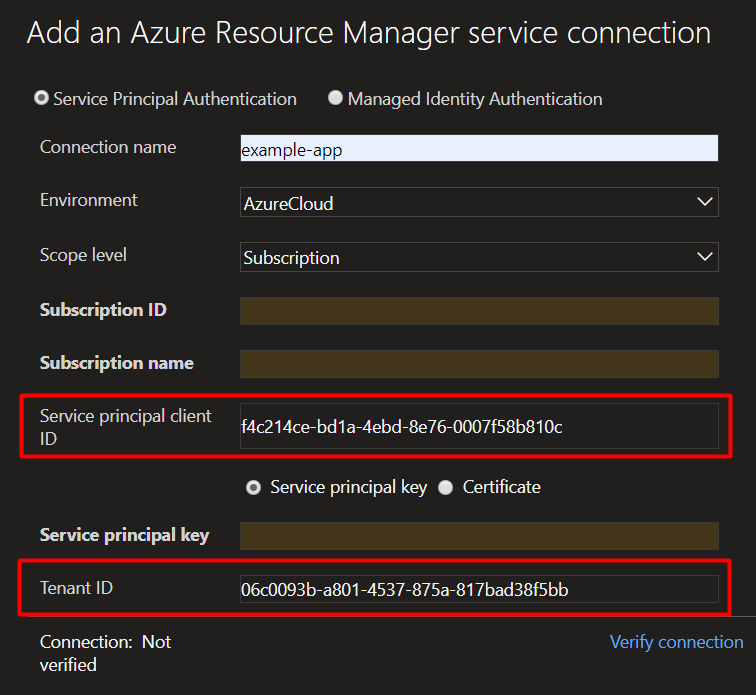 Add an Azure Resource Manager service connection
Service Principal Authentication Managed Identity Authentication
Connection name example-app
Environment AzureCloud
Scope level Subscription
Subscription ID
Subscription name
Service principal client
ID f4c214ce-bd1a-4ebd-8e76-0007f58b810c
Service principal key Certificate
Service principal key
Tenant ID 06c0093b-a801-4537-875a-817bad38f5bb
Connection: Not
verified Verify connection